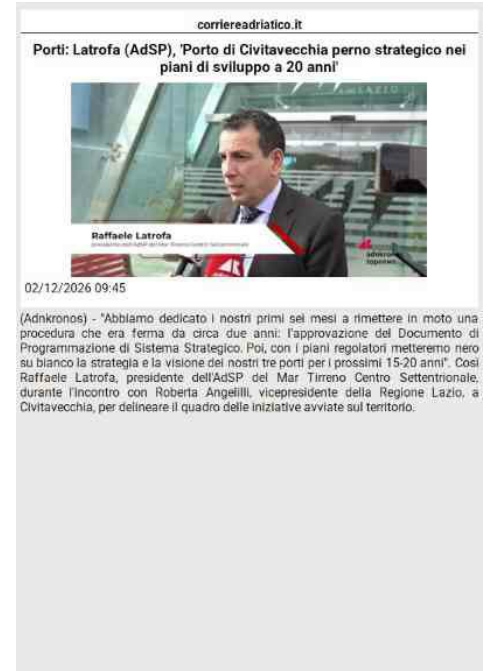 corriereadriatico.it
Porti: Latrofa (AdSP), 'Porto di Civitavecchia perno strategico nei
piani di sviluppo a 20 anni'
Raffaele Latrofa
adnkronos
02/12/2026 09:45
(Adnkronos) - "Abbiamo dedicato i nostri primi sei mesi a rimettere in moto una
procedura che era ferma da circa due anni: l'approvazione del Documento di
Programmazione di Sistema Strategico. Poi, con i piani regolatori metteremo nero
su bianco la strategia e la visione dei nostri tre porti per i prossimi 15-20 anni". Così
Raffaele Latrofa, presidente dell'AdSP del Mar Tirreno Centro Settentrionale,
durante l'incontro con Roberta Angelilli, vicepresidente della Regione Lazio, a
Civitavecchia, per delineare il quadro delle iniziative avviate sul territorio.